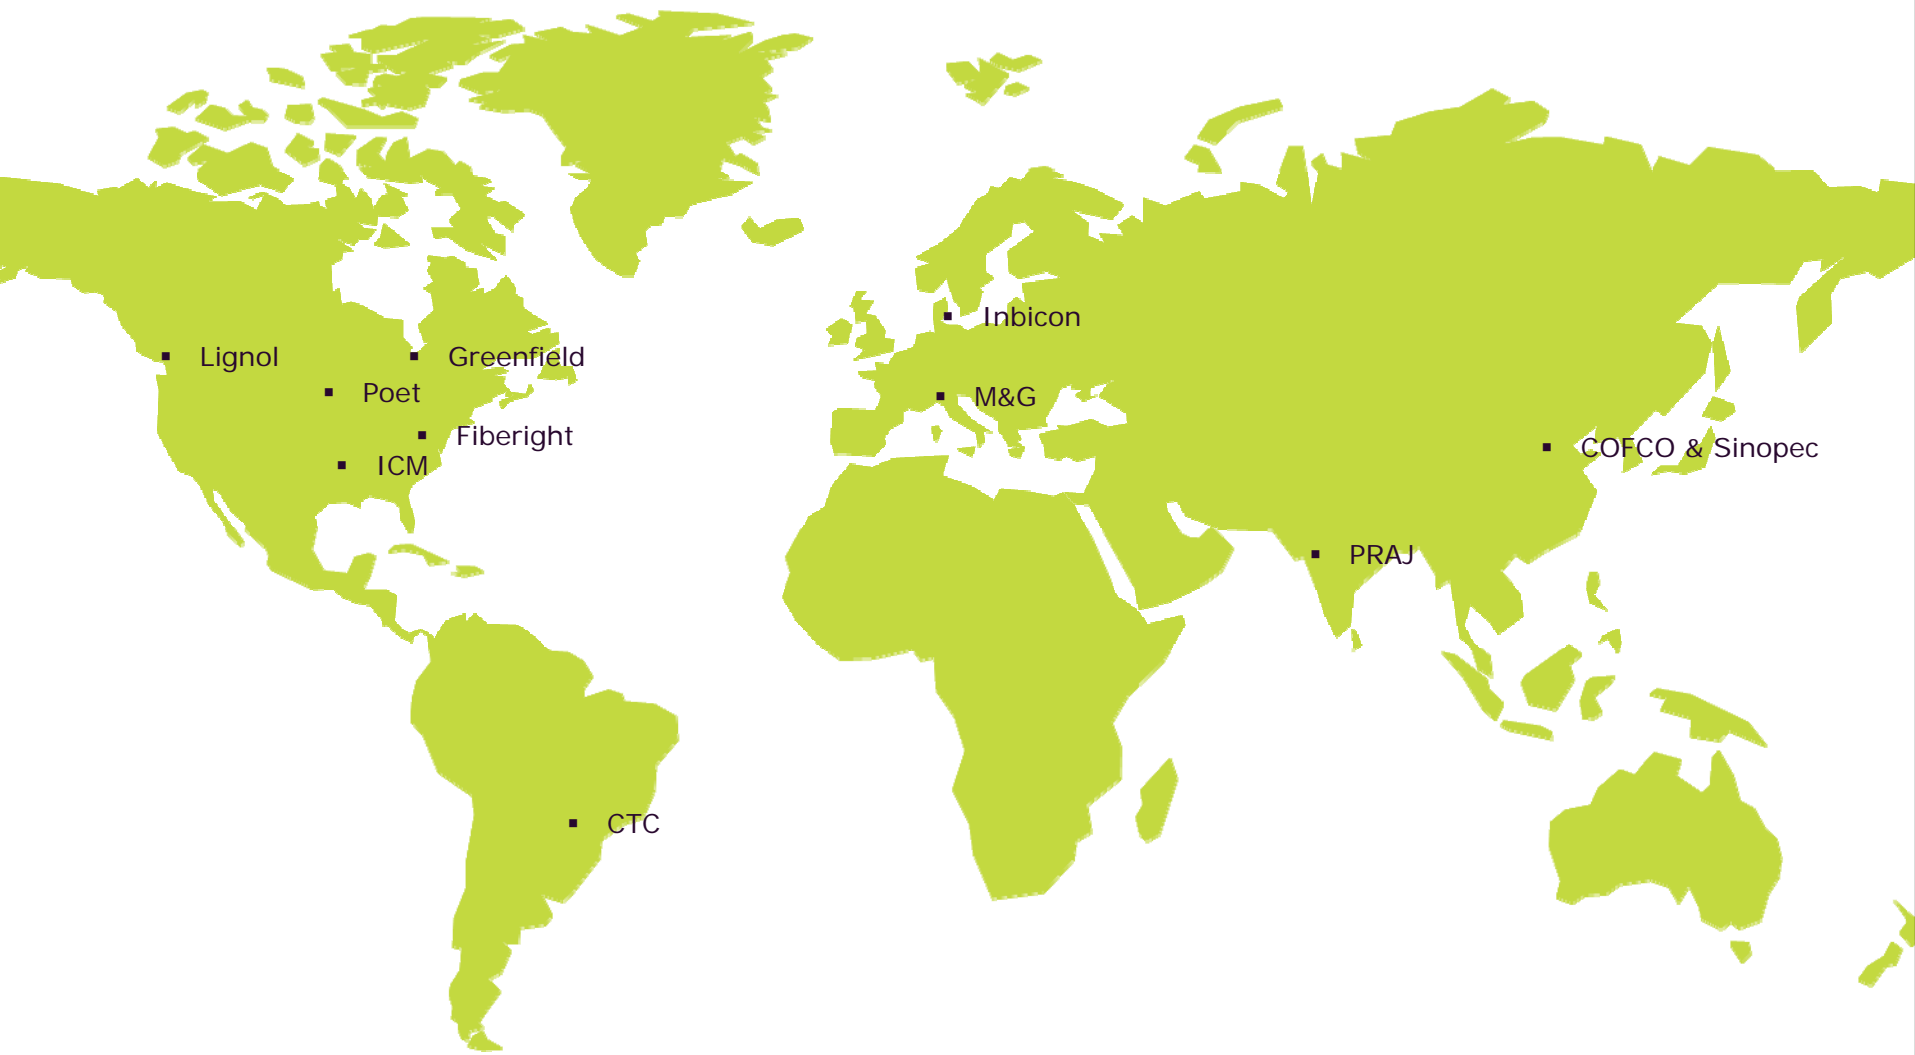 Inbicon
Lignol
Greenfield
Poet
M&G
Fiberight
COFCO & Sinopec
ICM
PRAJ
CTC